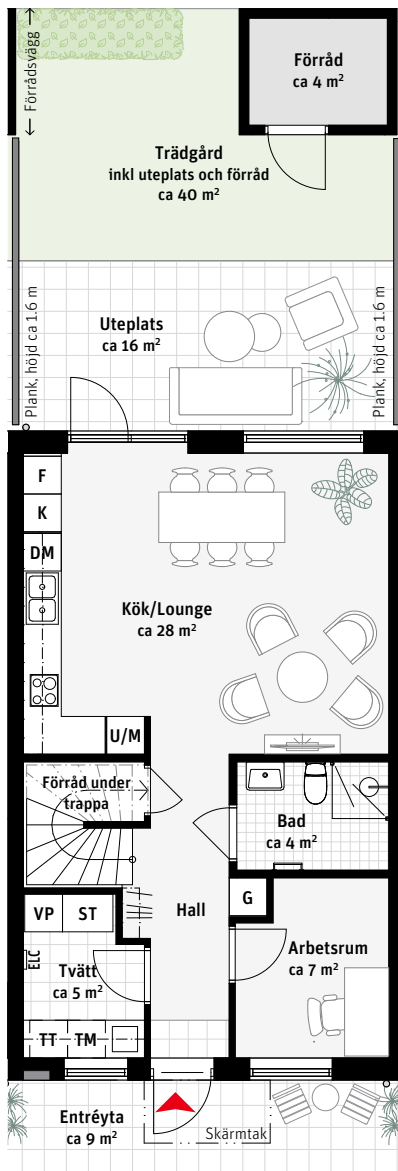 Förrådsvägg
Förråd
ca 4 m²
Trädgård
inkl uteplats och förråd
ca 40 m²
Plank, höjd ca 1.6 m
Uteplats
ca 16 m²
Plank, höjd ca 1.6 m
F
K
DM
Kök/Lounge
ca 28 m²
U/M
Förråd under
trappa
Bad
ca 4 m²
VP ST
Hall
G
ELC
Tvätt
ca 5 m²
Arbetsrum
ca 7 m²
TT TM
Entréyta
ca 9 m²
Skärmtak